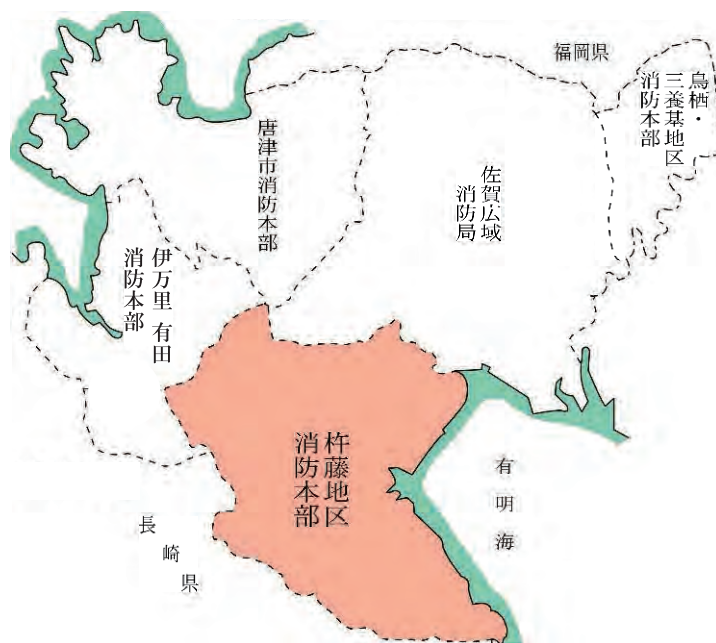 福岡県
鳥栖・
三養基地区
消防本部
唐津市消防本部
佐賀広域
消防局
伊万里 有田
消防本部
杵藤地区
消防本部
有明海
長崎県